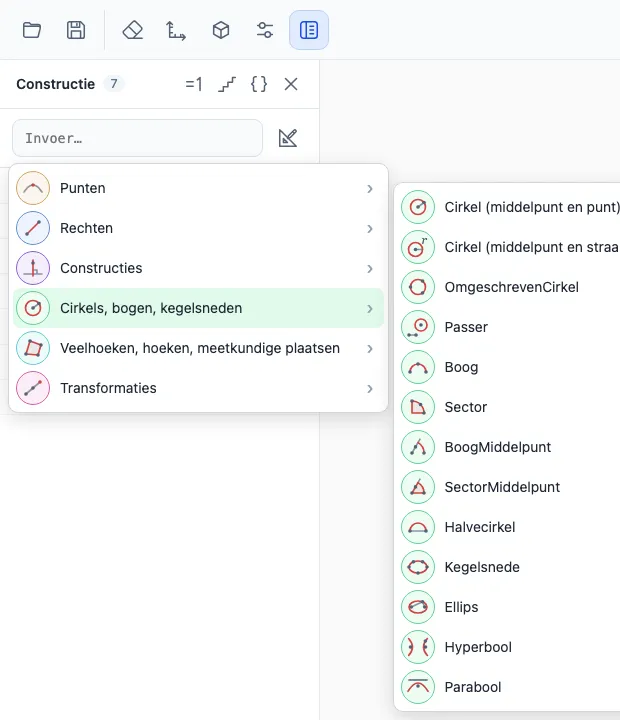 Constructie 7
=1
{}
Invoer…
Punten
Rechten
Constructies
Cirkels, bogen, kegelsneden
Veelhoeken, hoeken, meetkundige plaatsen
Transformaties
Cirkel (middelpunt en punt)
r
Cirkel (middelpunt en straa
OmgeschrevenCirkel
Passer
Boog
Sector
BoogMiddelpunt
SectorMiddelpunt
Halvecirkel
Kegelsnede
Ellips
Hyperbool
Parabool